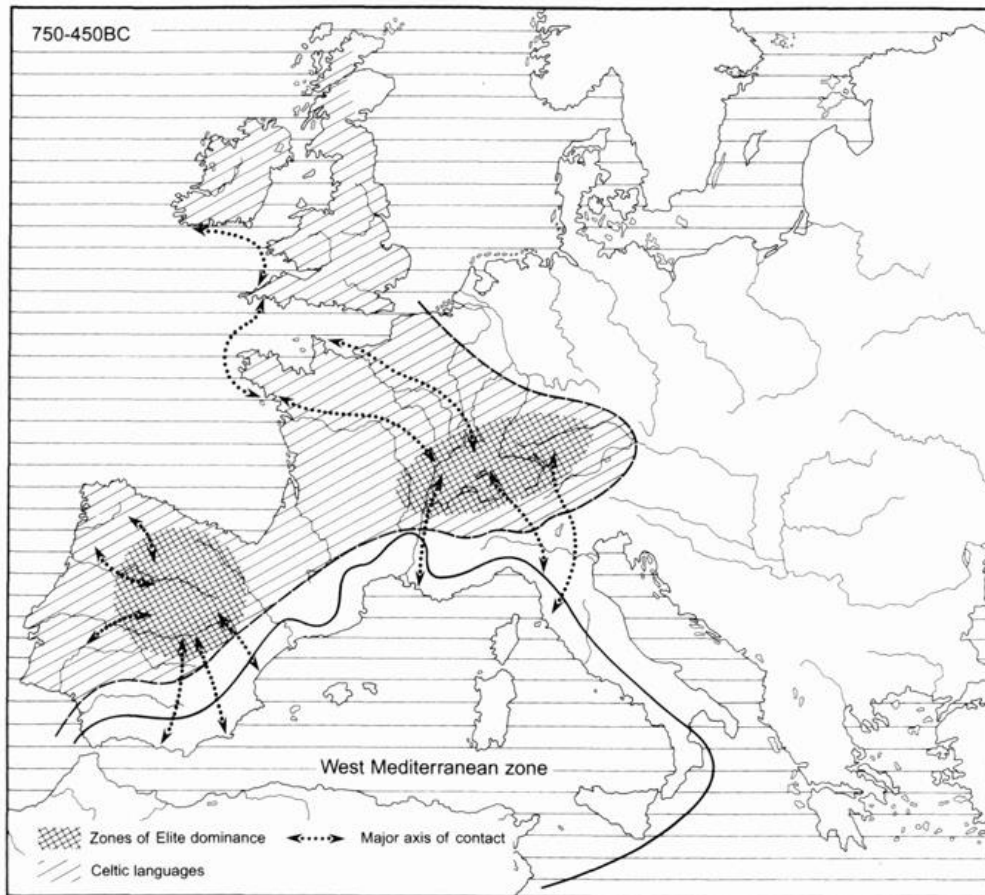 750-450BC
West Mediterranean zone
Zones of Elite dominance
Major axis of contact
Celtic languages